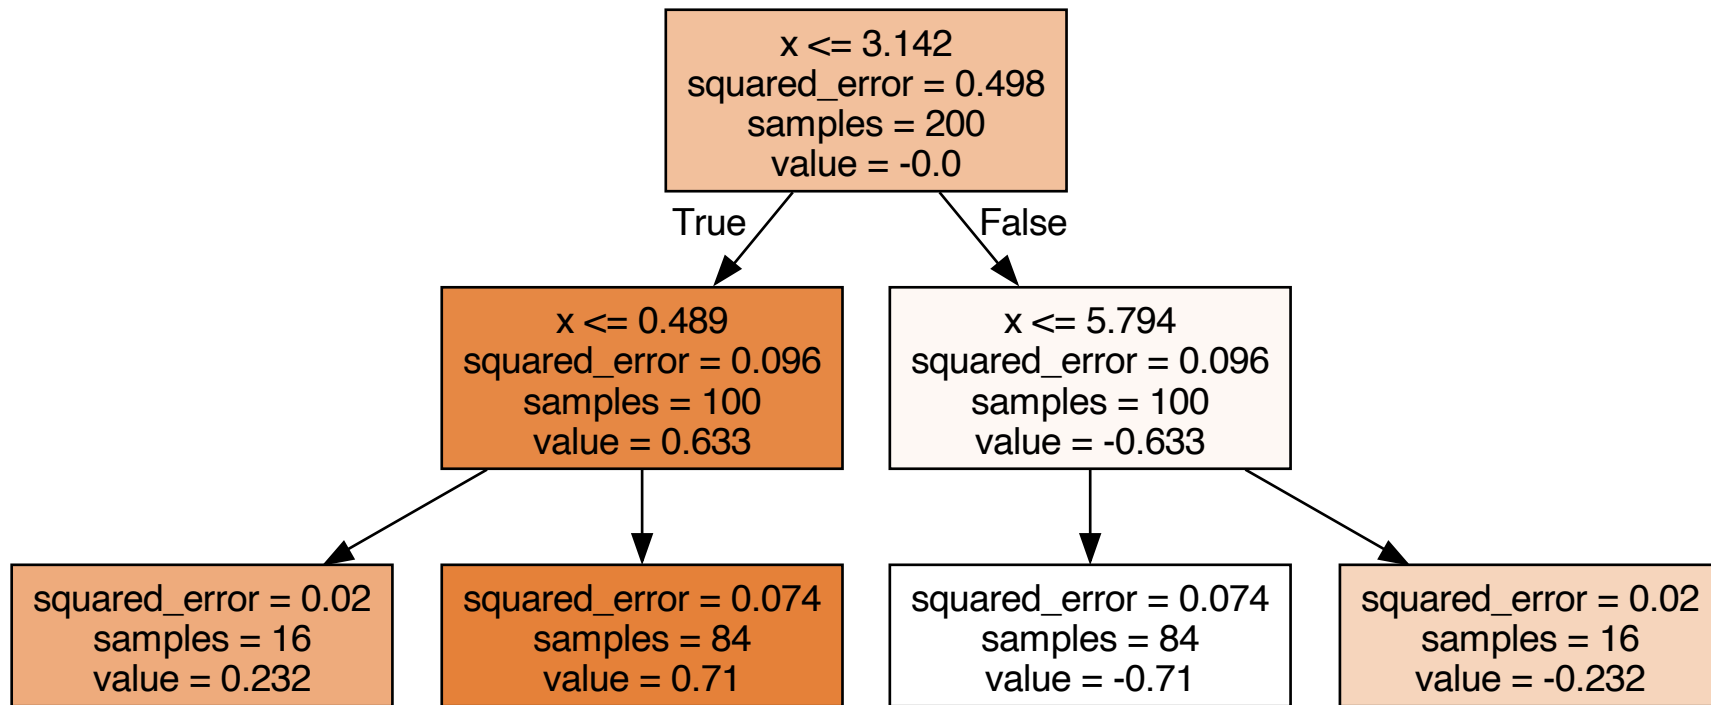 x <= 3.142
squared_error = 0.498
samples = 200
value = -0.0
True
False
x <= 0.489
squared_error = 0.096
samples = 100
value = 0.633
x <= 5.794
squared_error = 0.096
samples = 100
value = -0.633
squared_error = 0.02
samples = 16
value = 0.232
squared_error = 0.074
samples = 84
value = 0.71
squared_error = 0.074
samples = 84
value = -0.71
squared_error = 0.02
samples = 16
value = -0.232